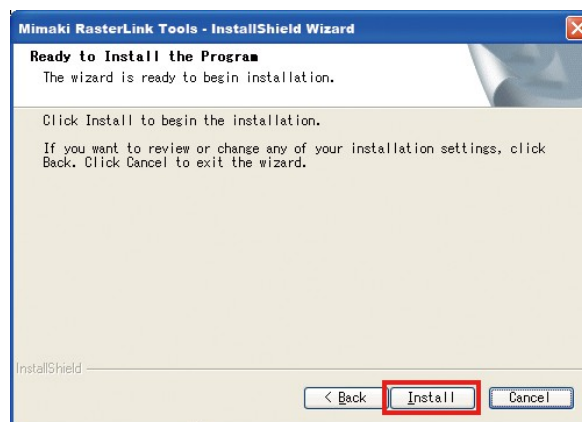 Mimaki RasterLink Tools - InstallShield Wizard
Ready to Install the Program
The wizard is ready to begin installation.
Click Install to begin the installation.
If you want to review or change any of your installation settings, click
Back. Click Cancel to exit the wizard.
InstallShield
< Back
Install
Cancel